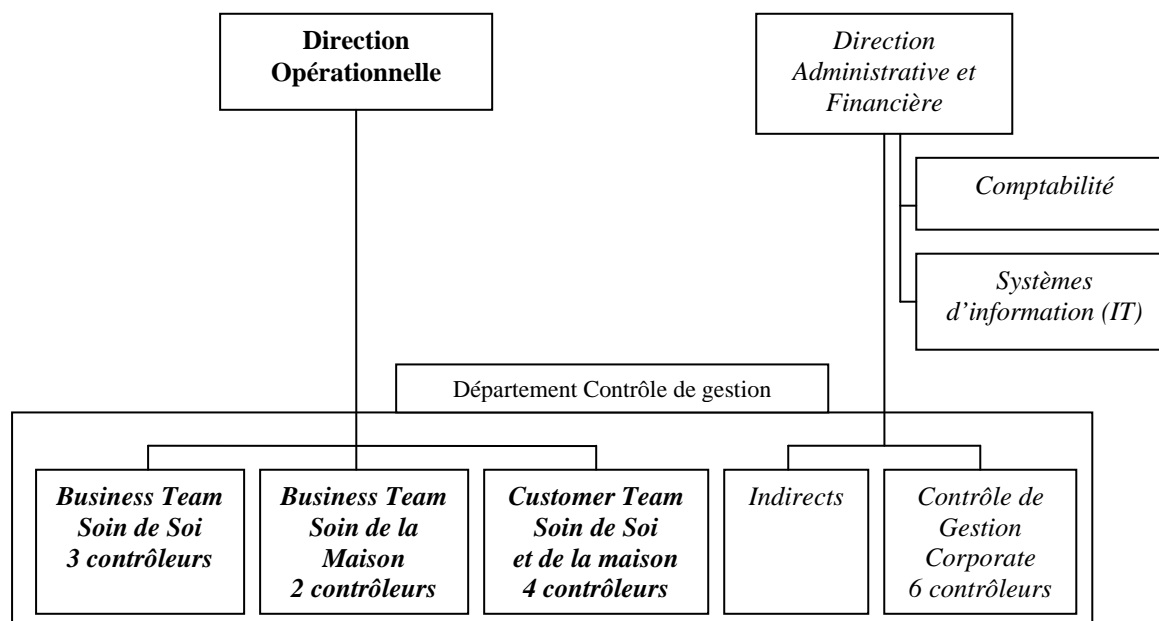 Direction
Opérationnelle
Direction
Administrative et
Financière
Comptabilité
Systèmes
d'information (IT)
Département Contrôle de gestion
Business Team
Soin de Soi
3 contrôleurs
Business Team
Soin de la
Maison
2 contrôleurs
Customer Team
Soin de Soi
et de la maison
4 contrôleurs
Indirects
Contrôle de
Gestion
Corporate
6 contrôleurs